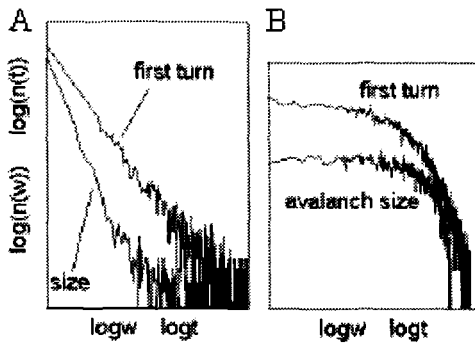 A
B
first turn
log(n(t))
log(n(w))
size
logw logt
first turn
avalanch size
logw logt